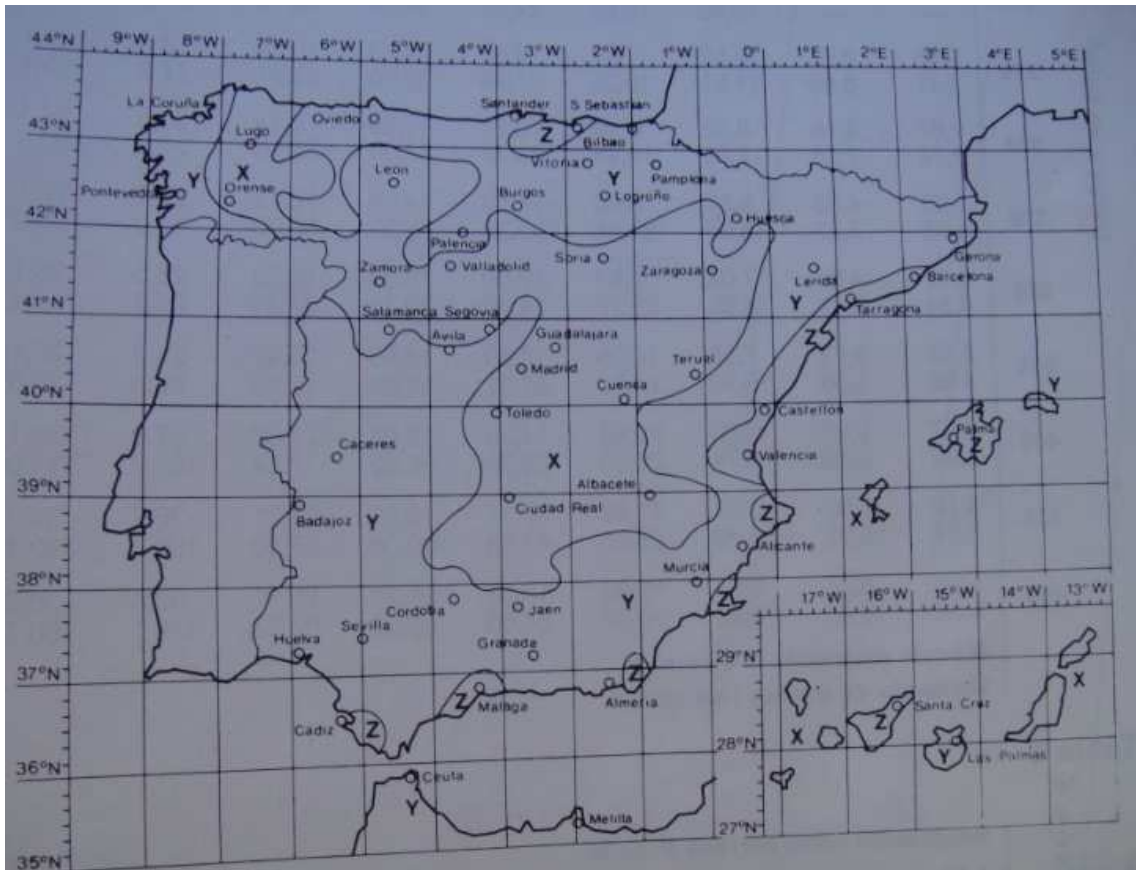 44°N 9°W 8°W 7°W 6°W 5°W 4°W 3°W 2°W 1°W 0° 1°E 2°E 3°E 4°E 5°E
La Coruña Santander S Sebastian
43°N Lugo Oviedo Z Bilbao
Vitoria
Y X Leon Y Pamplona
Pontevedra Orense Burgos Logroño
42°N Huesca
Palencia
Zamora Valladolid Soria Zaragoza Lerida Gerona
Barcelona
Y Tarragona
41°N Salamanca Segovia
Avila Guadalajara Z
Madrid Teruel
40°N Cuenca Y
Toledo Castellon
Palma
Caceres X Valencia Z
39°N Albacete
Ciudad Real X
Badajoz Y Z
Alicante
38°N Murcia
Cordoba Jaen Y Z 17°W 16°W 15°W 14°W 13°W
Sevilla
Huelva Granada
37°N Z 29°N
Z Malaga Almeria X
Cadiz Z Santa Cruz
X Z
28°N Y Las Palmas
36°N Ceuta
Y
Melilla 27°N
35°N